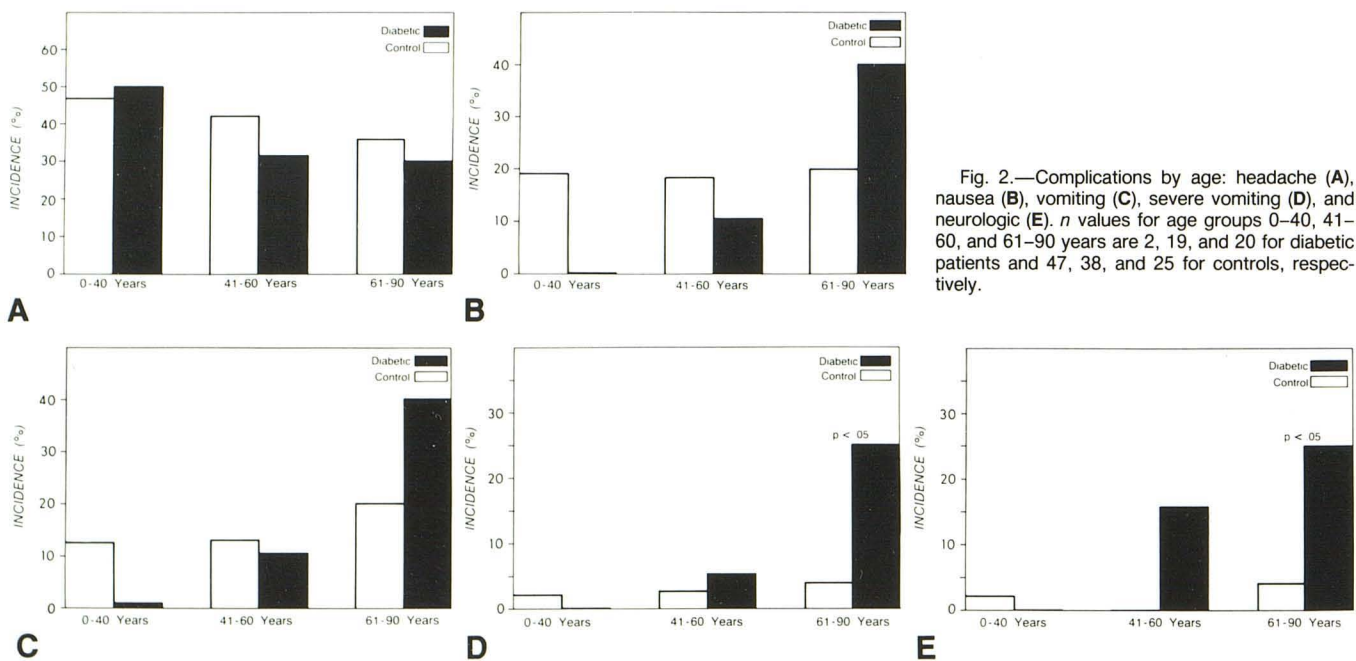 Diabetic
Control
60
50
40
30
20
10
0
INCIDENCE (%)
0-40 Years
41-60 Years
61-90 Years
A
Diabetic
Control
40
30
20
10
0
INCIDENCE (%)
0-40 Years
41-60 Years
61-90 Years
B
Fig. 2.—Complications by age: headache (A),
nausea (B), vomiting (C), severe vomiting (D), and
neurologic (E). n values for age groups 0–40, 41–
60, and 61–90 years are 2, 19, and 20 for diabetic
patients and 47, 38, and 25 for controls, respec-
tively.
Diabetic
Control
40
30
20
10
0
INCIDENCE (%)
0-40 Years
41-60 Years
61-90 Years
C
Diabetic
Control
p < 05
30
20
10
0
INCIDENCE (%)
0-40 Years
41-60 Years
61-90 Years
D
Diabetic
Control
p < 05
30
20
10
0
INCIDENCE (%)
0-40 Years
41-60 Years
61-90 Years
E